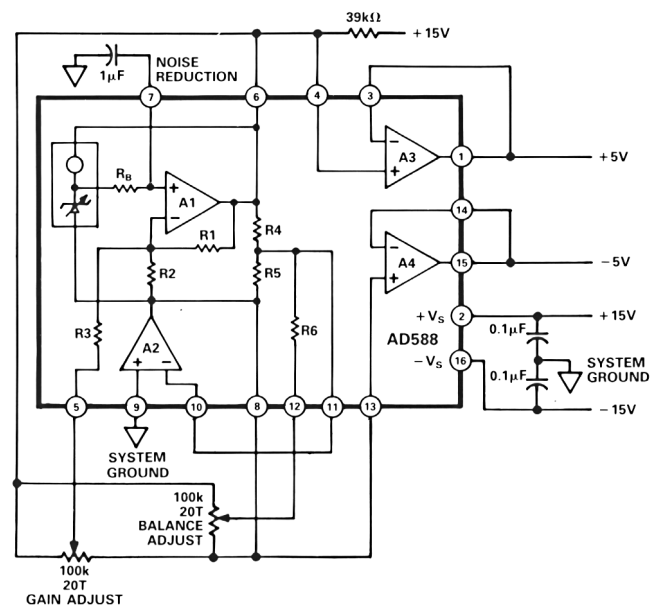 39kΩ
+15V
1μF
NOISE
REDUCTION
7
6
4
3
RB
A1
R1
R4
R2
R5
R3
A2
R6
A3
1
+5V
14
A4
15
-5V
AD588
+VS
2
+15V
0.1μF
-VS
16
0.1μF
SYSTEM
GROUND
-15V
5
9
10
8
12
11
13
SYSTEM
GROUND
100k
20T
BALANCE
ADJUST
100k
20T
GAIN ADJUST